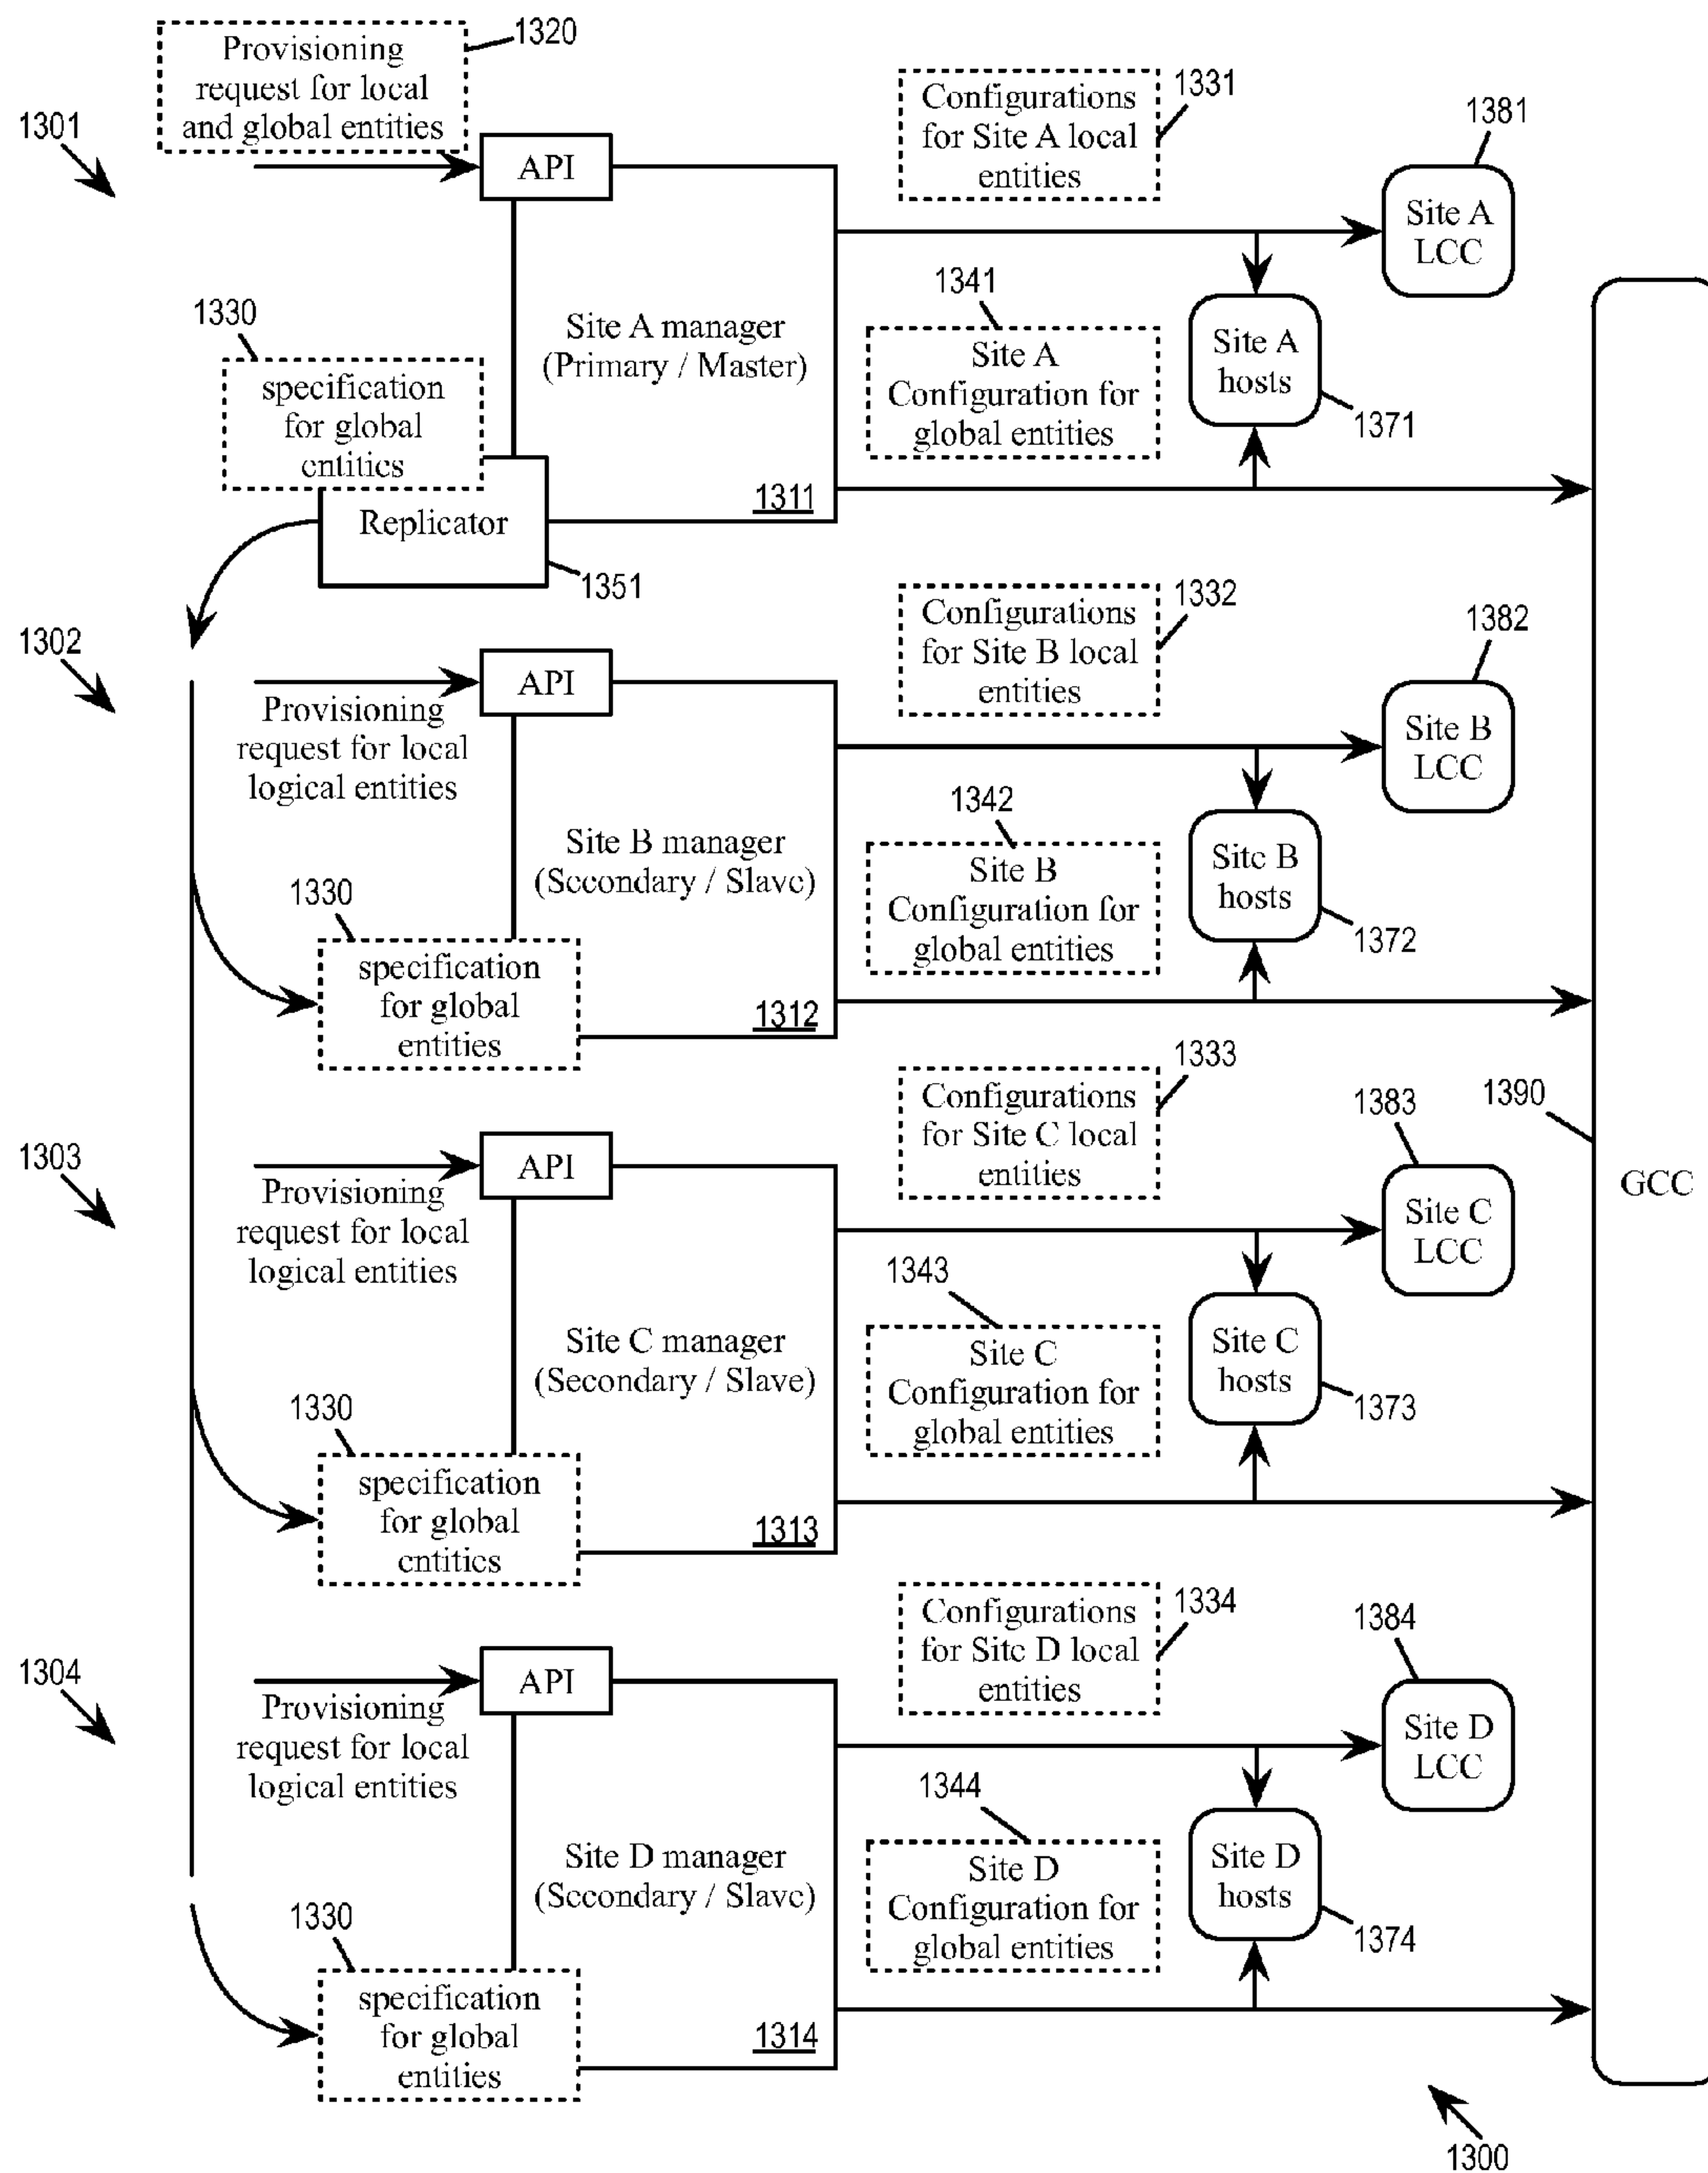 1320
Provisioning
request for local
and global entities
1301
API
Configurations
for Site A local
entities
1331
1381
Site A
LCC
1341
Site A
Configuration for
global entities
Site A
hosts
1371
1330
specification
for global
entities
Site A manager
(Primary / Master)
1311
Replicator
1351
1302
API
Provisioning
request for local
logical entities
Configurations
for Site B local
entities
1332
1382
Site B
LCC
1342
Site B
Configuration for
global entities
Site B
hosts
1372
Site B manager
(Secondary / Slave)
1330
specification
for global
entities
1312
1303
API
Provisioning
request for local
logical entities
Configurations
for Site C local
entities
1333
1383
Site C
LCC
1390
GCC
1343
Site C
Configuration for
global entities
Site C
hosts
1373
Site C manager
(Secondary / Slave)
1330
specification
for global
entities
1313
1304
API
Provisioning
request for local
logical entities
Configurations
for Site D local
entities
1334
1384
Site D
LCC
1344
Site D
Configuration for
global entities
Site D
hosts
1374
Site D manager
(Secondary / Slave)
1330
specification
for global
entities
1314
1300